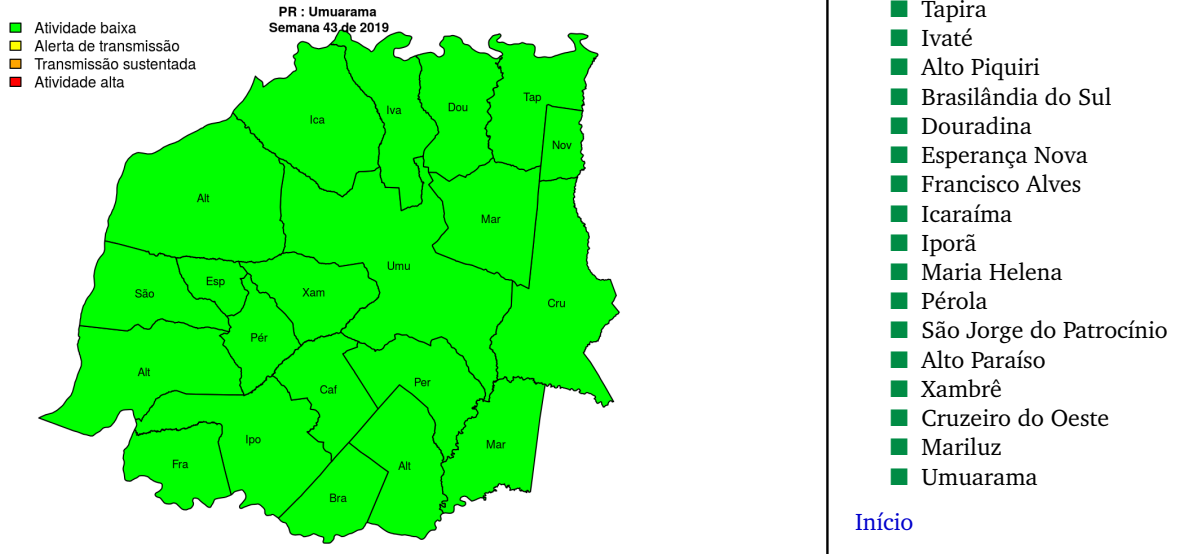 PR : Umuarama
Semana 43 de 2019
Atividade baixa
Alerta de transmissão
Transmissão sustentada
Atividade alta
Ica
Iva
Dou
Tap
Nov
Alt
Mar
Umu
São
Esp
Xam
Cru
Pér
Alt
Caf
Per
Ipo
Mar
Fra
Alt
Bra
Tapira
Ivaté
Alto Piquiri
Brasilândia do Sul
Douradina
Esperança Nova
Francisco Alves
Icaraíma
Iporã
Maria Helena
Pérola
São Jorge do Patrocínio
Alto Paraíso
Xambrê
Cruzeiro do Oeste
Mariluz
Umuarama
Início